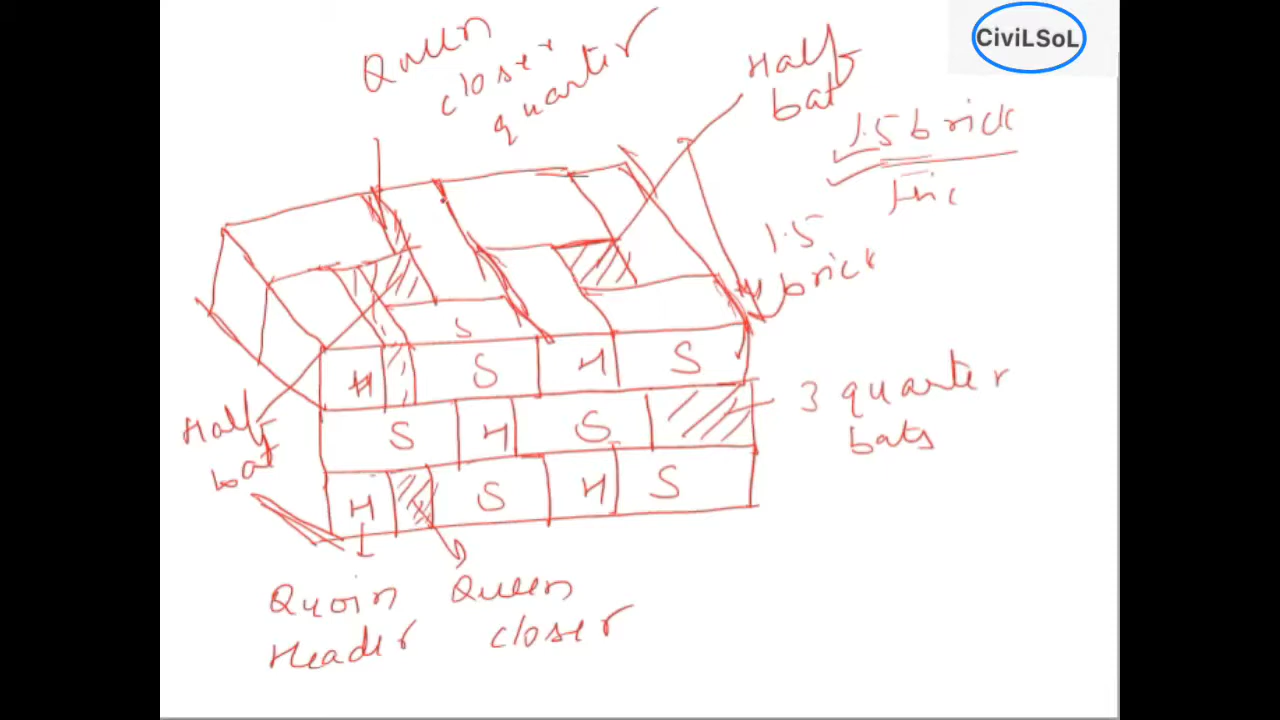 CiviLSoL
Queen
closer
quarter
Half
bat
1.5 brick
1.5
brick
S
H
S
H
S
S
H
S
3 quarter
bats
Half
bat
H
S
H
S
Quoin
Header
Queen
closer